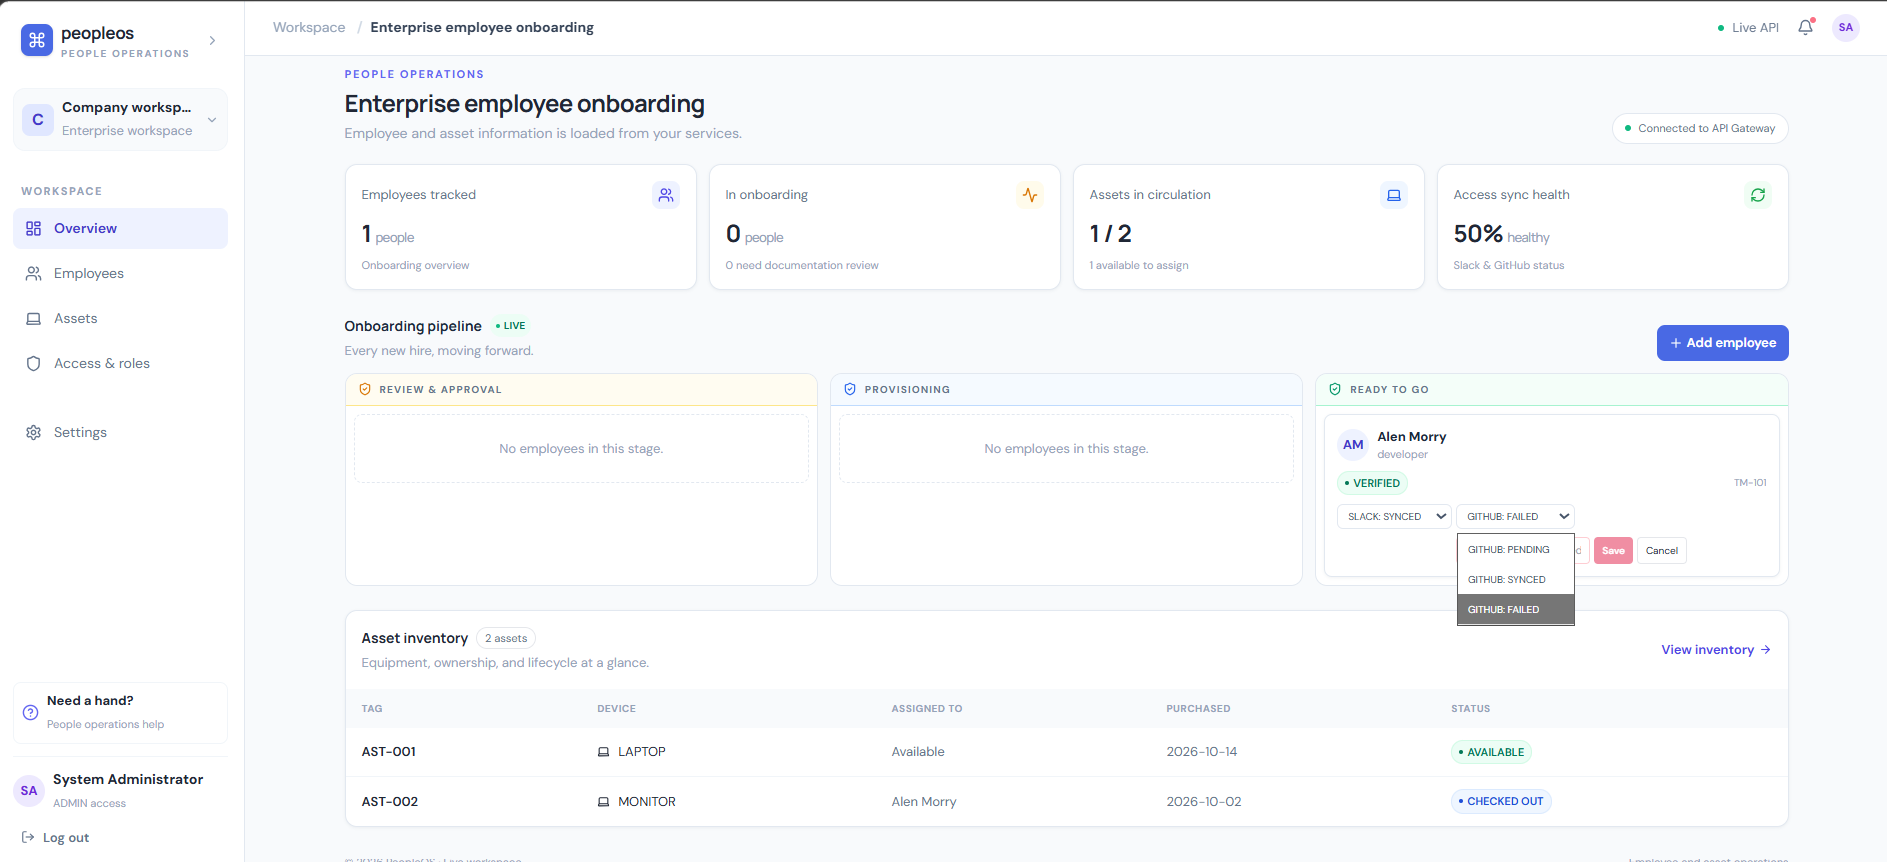 peopleos
PEOPLE OPERATIONS
C
Company worksp...
Enterprise workspace
WORKSPACE
Overview
Employees
Assets
Access & roles
Settings
Need a hand?
People operations help
SA
System Administrator
ADMIN access
Log out
Workspace / Enterprise employee onboarding
Live API
SA
PEOPLE OPERATIONS
Enterprise employee onboarding
Employee and asset information is loaded from your services.
Connected to API Gateway
Employees tracked
1 people
Onboarding overview
In onboarding
0 people
0 need documentation review
Assets in circulation
1 / 2
1 available to assign
Access sync health
50% healthy
Slack & GitHub status
Onboarding pipeline
LIVE
Every new hire, moving forward.
+ Add employee
REVIEW & APPROVAL
No employees in this stage.
PROVISIONING
No employees in this stage.
READY TO GO
AM
Alen Morry
developer
VERIFIED
TM-101
SLACK: SYNCED
GITHUB: FAILED
GITHUB: PENDING
GITHUB: SYNCED
GITHUB: FAILED
d
Save
Cancel
Asset inventory
2 assets
Equipment, ownership, and lifecycle at a glance.
View inventory →
TAG DEVICE ASSIGNED TO PURCHASED STATUS
AST-001 LAPTOP Available 2026-10-14 AVAILABLE
AST-002 MONITOR Alen Morry 2026-10-02 CHECKED OUT